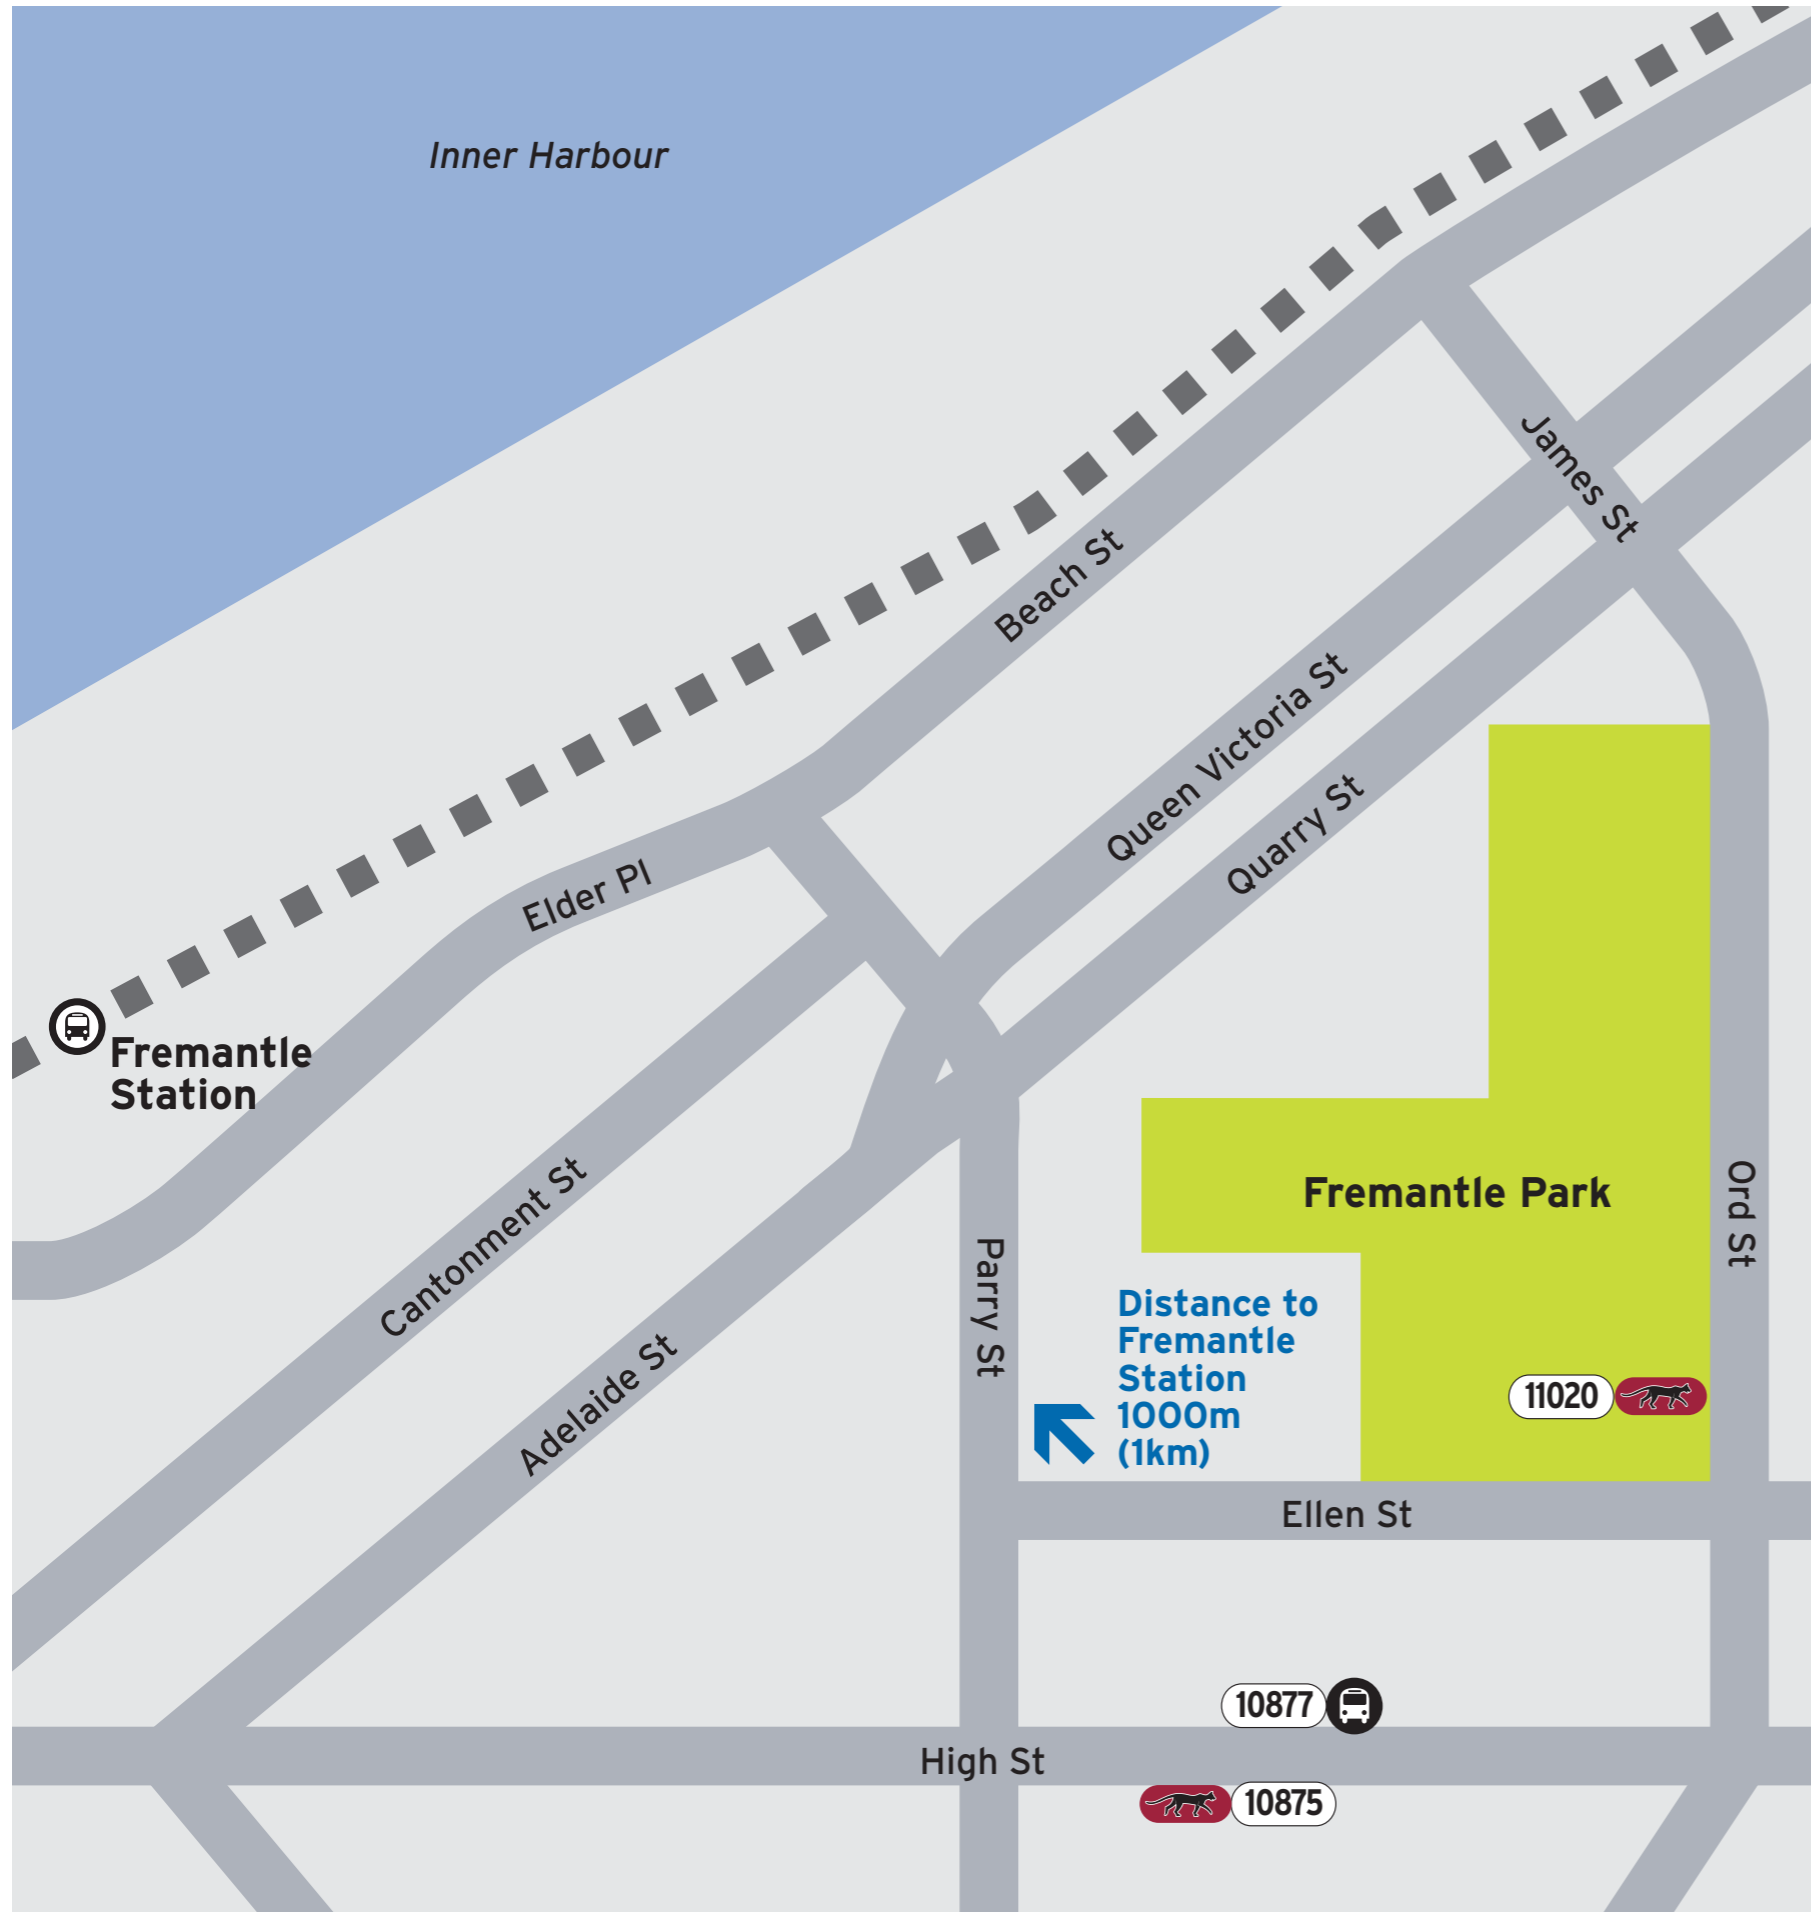 Inner Harbour
James St
Beach St
Queen Victoria St
Quarry St
Elder Pl
Fremantle
Station
Cantonment St
Fremantle Park
Ord St
Parry St
Distance to
Fremantle
Station
1000m
(1km)
Adelaide St
11020
Ellen St
10877
High St
10875